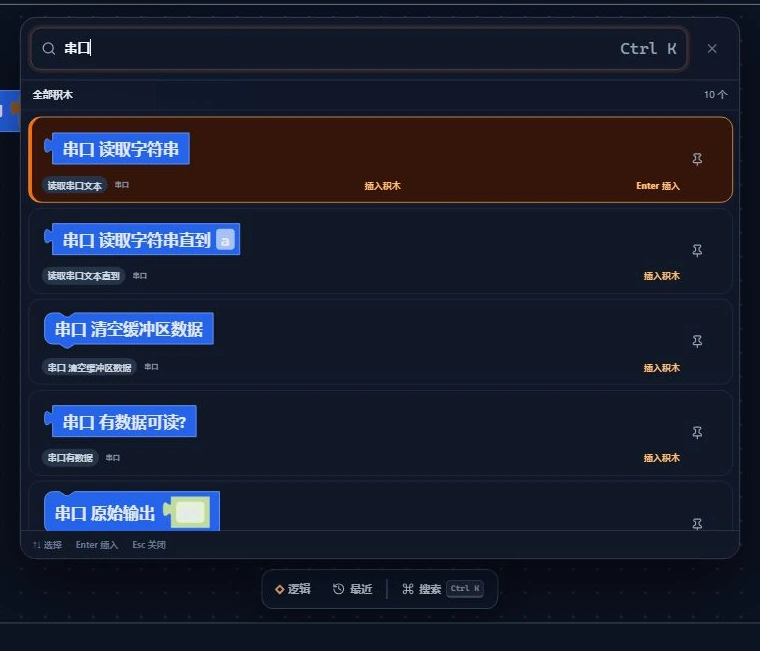 串口 Ctrl K
全部积木 10 个
串口 读取字符串
读取串口文本 串口 插入积木 Enter 插入
串口 读取字符串直到 a
读取串口文本直到 串口 插入积木
串口 清空缓冲区数据
串口 清空缓冲区数据 串口 插入积木
串口 有数据可读?
串口有数据 串口 插入积木
串口 原始输出
↑↓ 选择 Enter 插入 Esc 关闭
逻辑 最近 ⌘ 搜索 Ctrl K